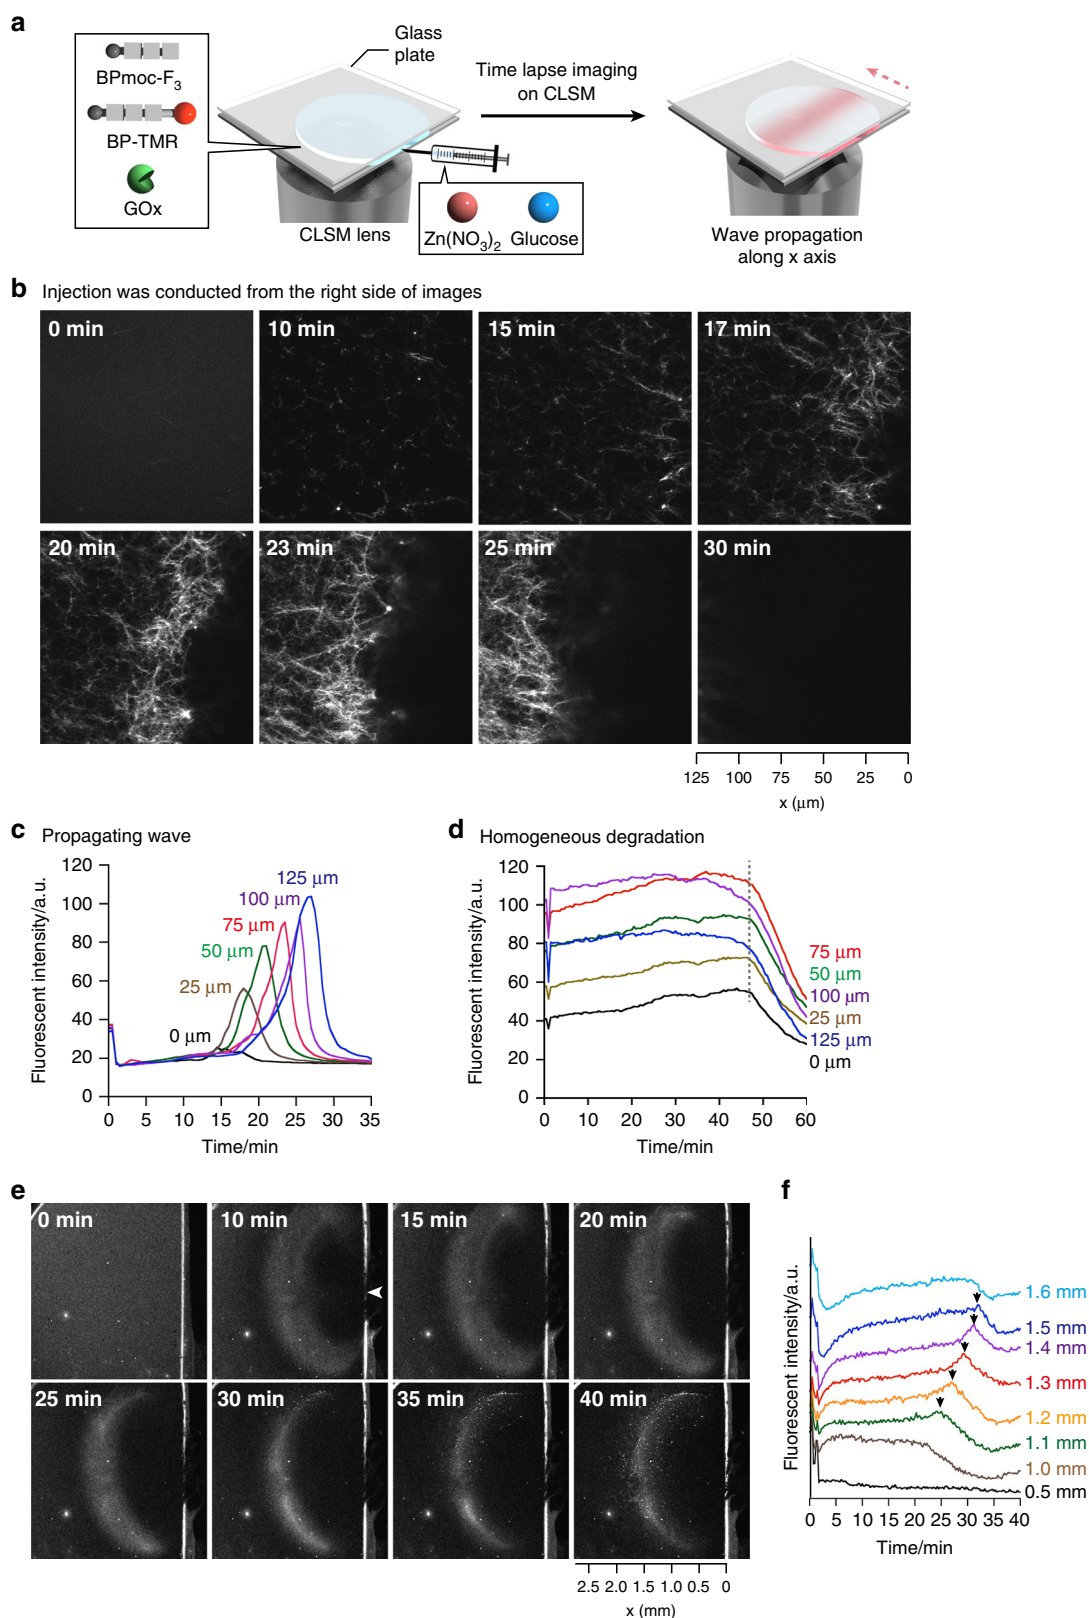 a
Glass
plate
BPmoc-F3
BP-TMR
GOx
CLSM lens
Zn(NO3)2 Glucose
Time lapse imaging
on CLSM
Wave propagation
along x axis
b Injection was conducted from the right side of images
0 min 10 min 15 min 17 min
20 min 23 min 25 min 30 min
125 100 75 50 25 0
x (μm)
c Propagating wave
Fluorescent intensity/a.u.
120
100
80
60
40
20
0
125 μm
100 μm
75 μm
50 μm
25 μm
0 μm
0 5 10 15 20 25 30 35
Time/min
d Homogeneous degradation
Fluorescent intensity/a.u.
120
100
80
60
40
20
0
75 μm
50 μm
100 μm
25 μm
125 μm
0 μm
0 10 20 30 40 50 60
Time/min
e
0 min 10 min 15 min 20 min
25 min 30 min 35 min 40 min
2.5 2.0 1.5 1.0 0.5 0
x (mm)
f
Fluorescent intensity/a.u.
1.6 mm
1.5 mm
1.4 mm
1.3 mm
1.2 mm
1.1 mm
1.0 mm
0.5 mm
0 5 10 15 20 25 30 35 40
Time/min